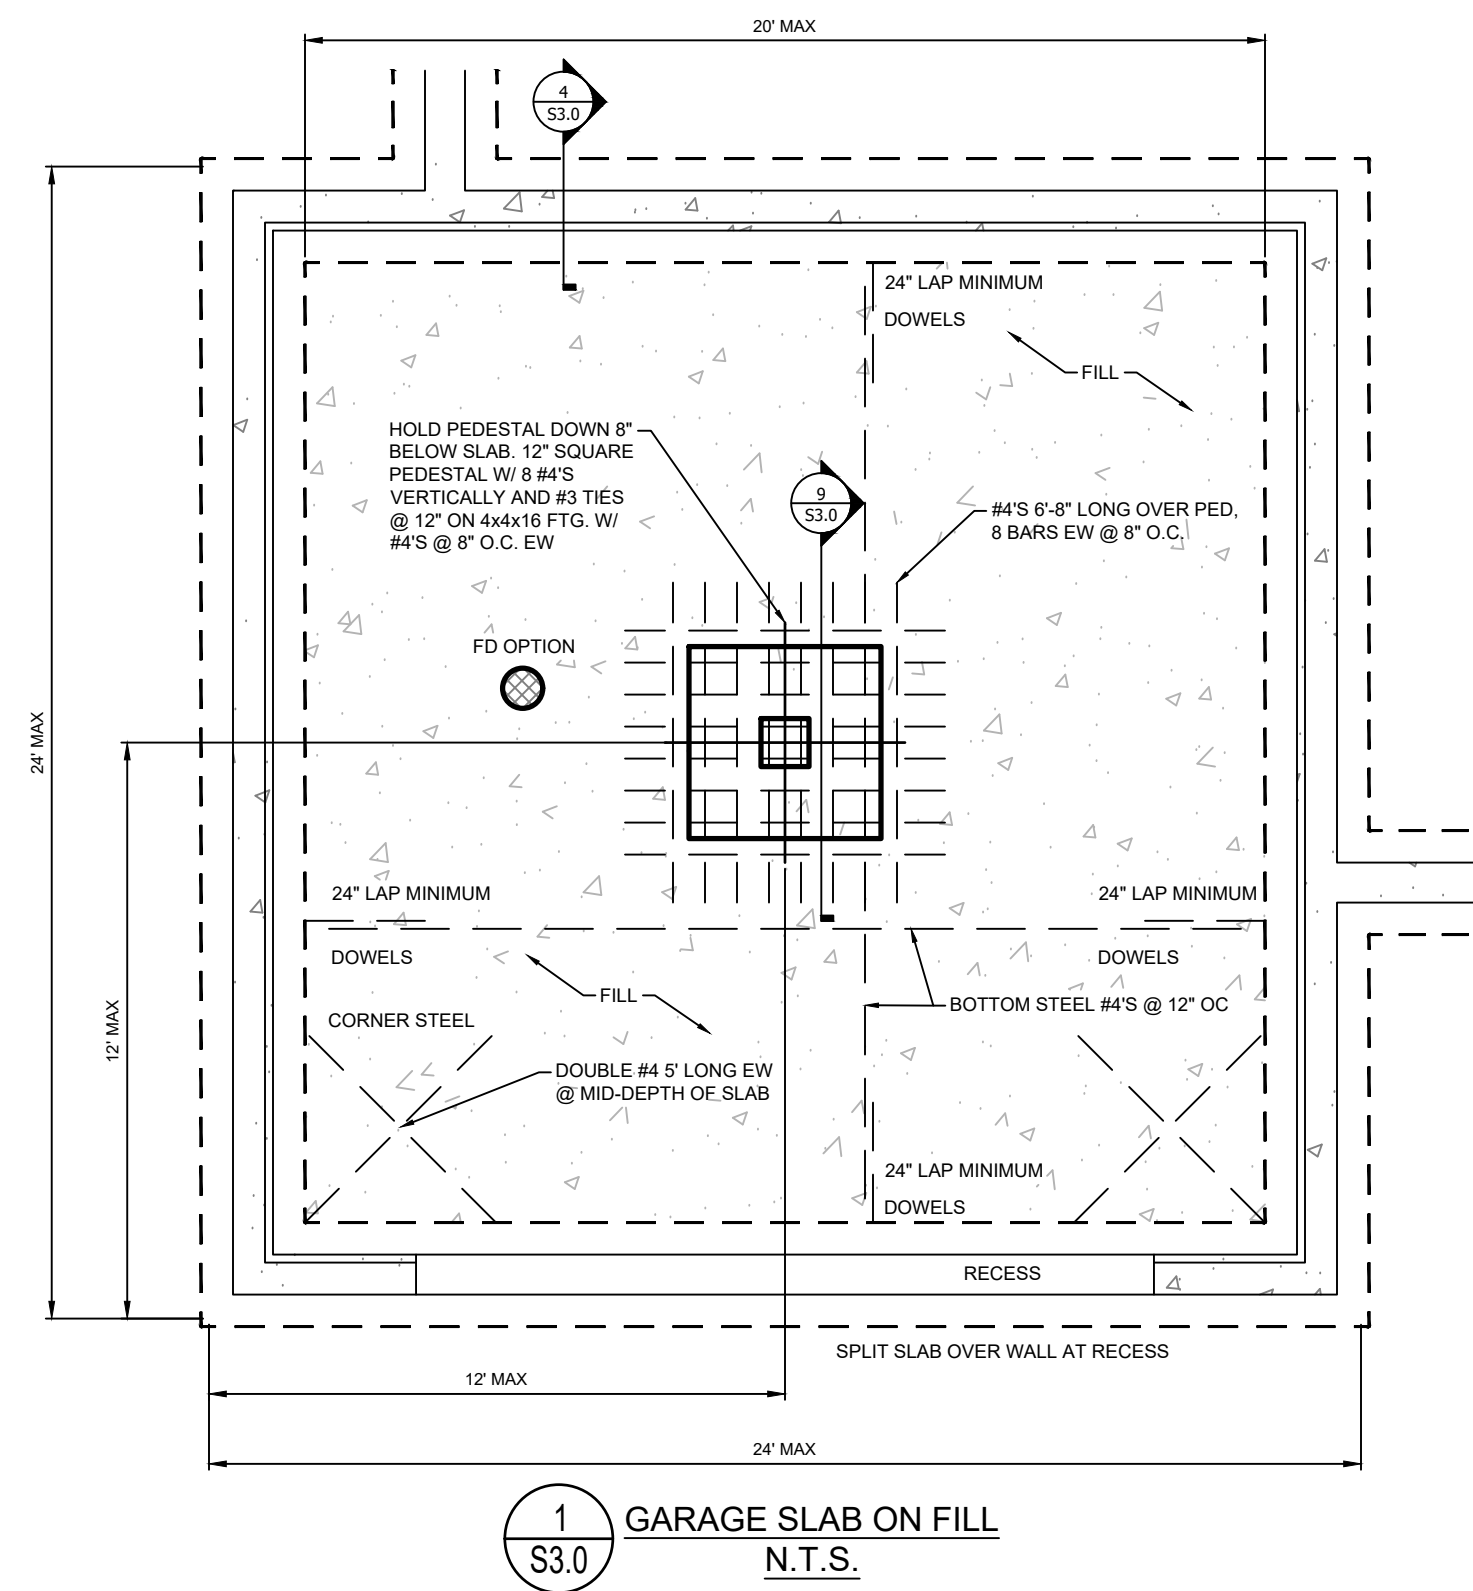 20' MAX
4
S3.0
24" LAP MINIMUM
DOWELS
FILL
HOLD PEDESTAL DOWN 8"
BELOW SLAB. 12" SQUARE
PEDESTAL W/ 8 #4'S
VERTICALLY AND #3 TIES
@ 12" ON 4x4x16 FTG. W/
#4'S @ 8" O.C. EW
9
S3.0
#4'S 6'-8" LONG OVER PED,
8 BARS EW @ 8" O.C.
FD OPTION
24' MAX
24" LAP MINIMUM
24" LAP MINIMUM
DOWELS
DOWELS
FILL
BOTTOM STEEL #4'S @ 12" OC
CORNER STEEL
12' MAX
DOUBLE #4 5' LONG EW
@ MID-DEPTH OF SLAB
24" LAP MINIMUM
DOWELS
RECESS
SPLIT SLAB OVER WALL AT RECESS
12' MAX
24' MAX
1
S3.0
GARAGE SLAB ON FILL
N.T.S.